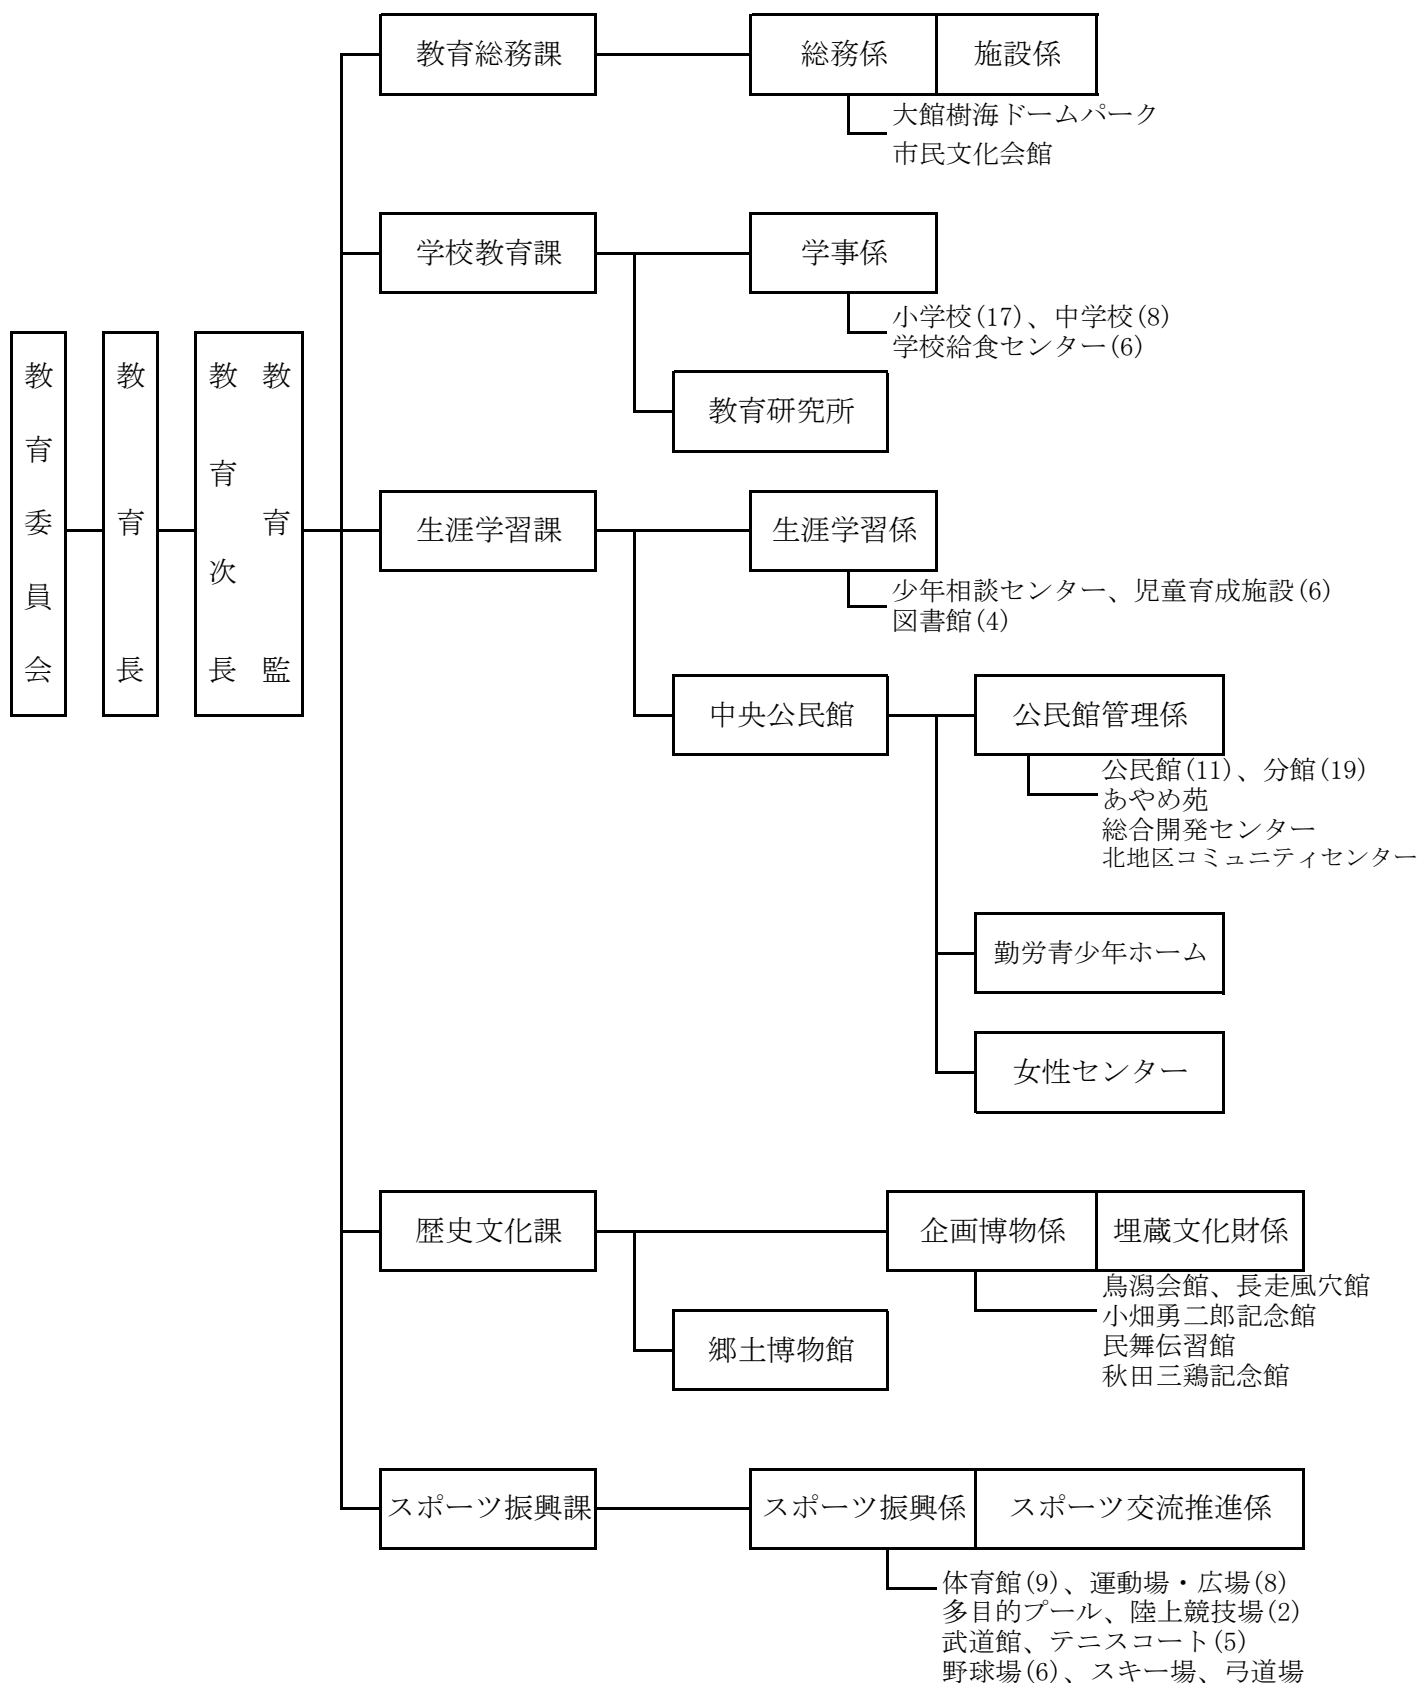 教育委員会
教育長
教育監
教育次長
教育総務課
総務係
施設係
大館樹海ドームパーク
市民文化会館
学校教育課
学事係
小学校(17)、中学校(8)
学校給食センター(6)
教育研究所
生涯学習課
生涯学習係
少年相談センター、児童育成施設(6)
図書館(4)
中央公民館
公民館管理係
公民館(11)、分館(19)
あやめ苑
総合開発センター
北地区コミュニティセンター
勤労青少年ホーム
女性センター
歴史文化課
企画博物係
埋蔵文化財係
鳥潟会館、長走風穴館
小畑勇二郎記念館
民舞伝習館
秋田三鶏記念館
郷土博物館
スポーツ振興課
スポーツ振興係
スポーツ交流推進係
体育館(9)、運動場・広場(8)
多目的プール、陸上競技場(2)
武道館、テニスコート(5)
野球場(6)、スキー場、弓道場